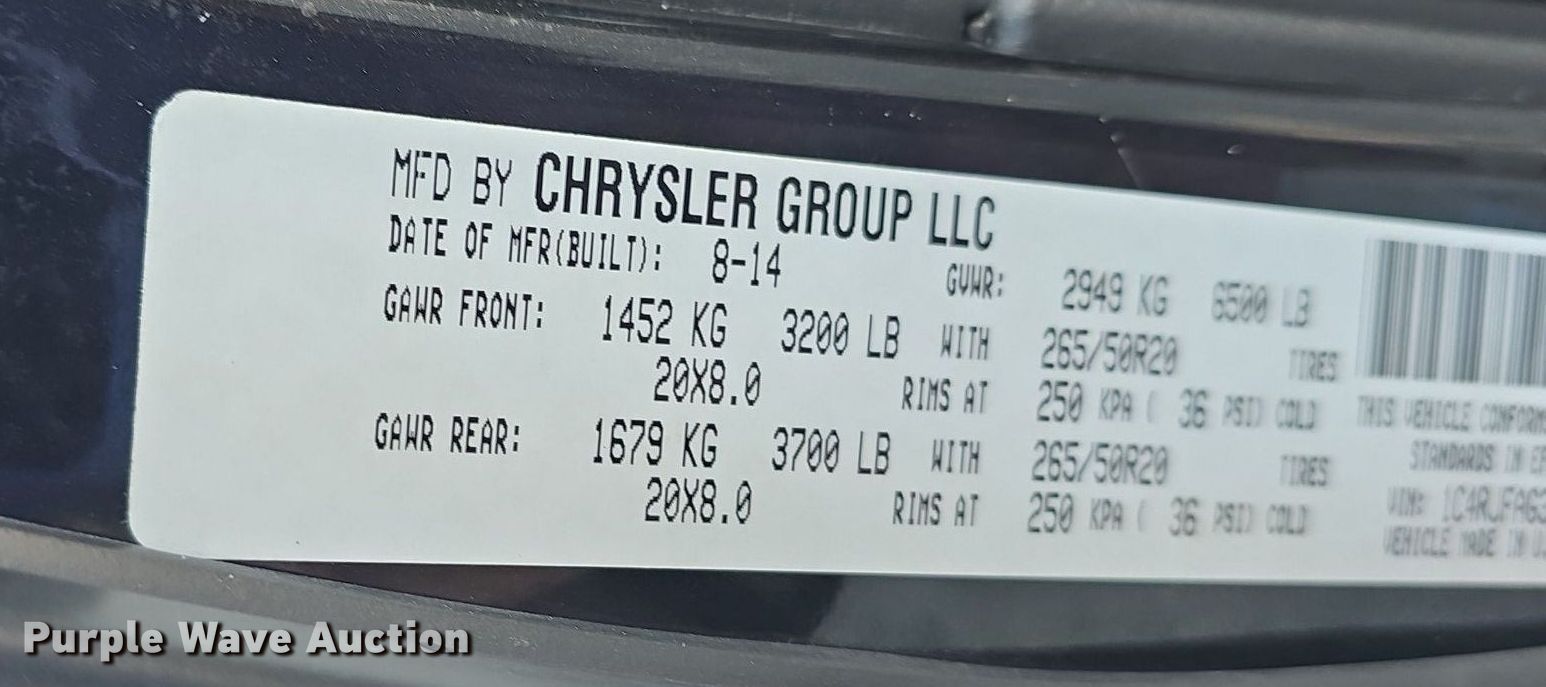 MFD BY CHRYSLER GROUP LLC
DATE OF MFR(BUILT): 8-14 GVWR: 2949 KG 6500 LB
GAWR FRONT: 1452 KG 3200 LB WITH 265/50R20 TIRES
20X8.0 RIMS AT 250 KPA ( 36 PSI) COLD
GAWR REAR: 1679 KG 3700 LB WITH 265/50R20 TIRES
20X8.0 RIMS AT 250 KPA ( 36 PSI) COLD
THIS VEHICLE CONFORM
STANDARDS IN EF
VIN: 1C4RJFAG3
VEHICLE MADE IN U
Purple Wave Auction